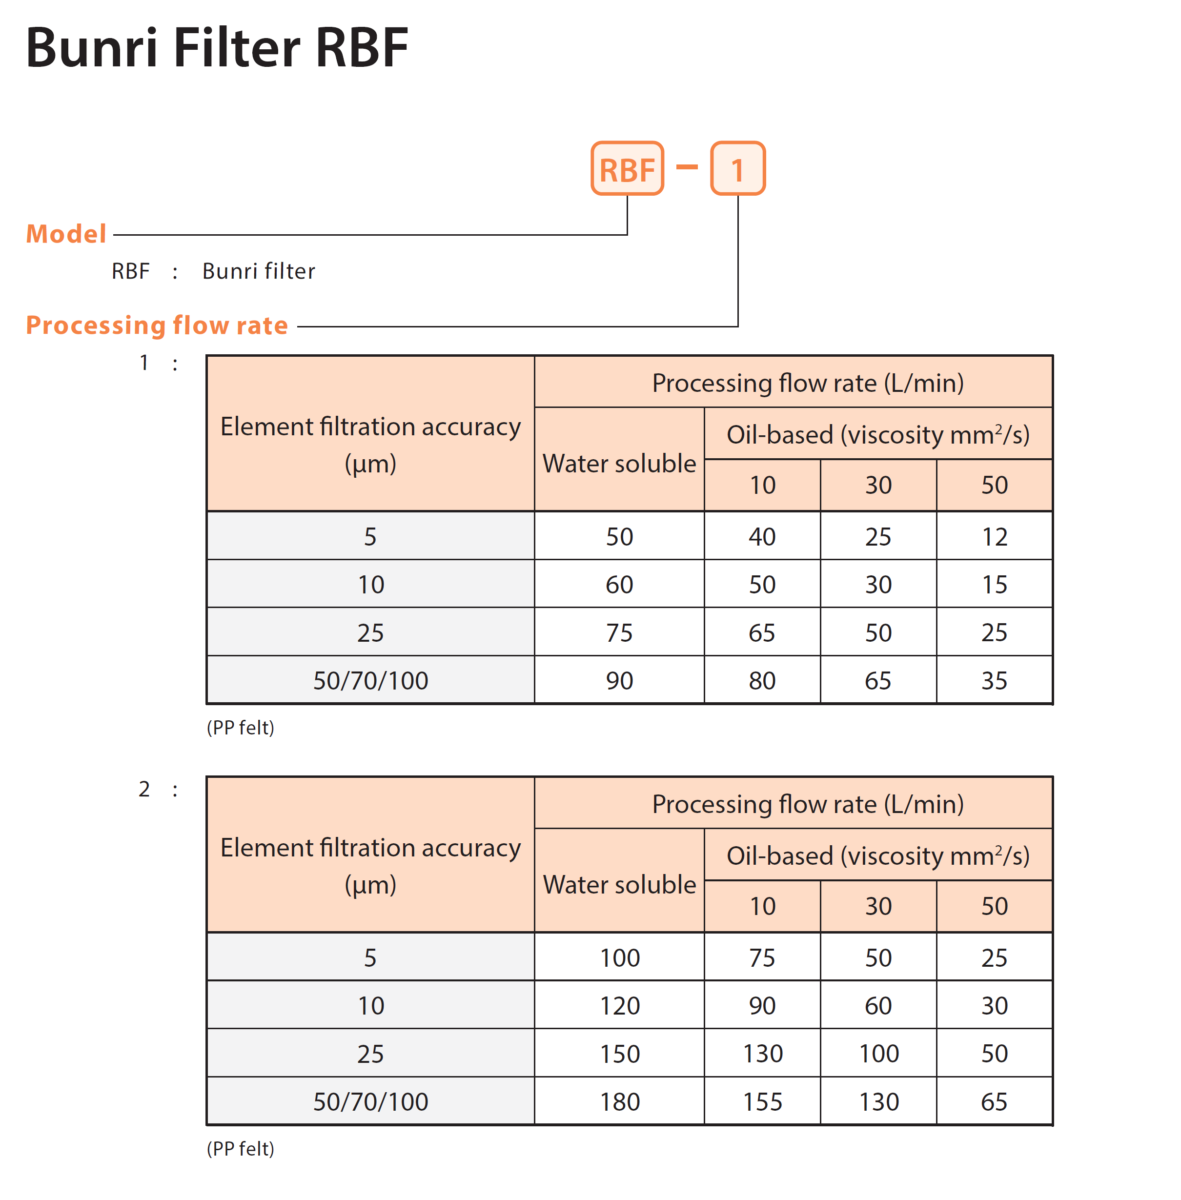 Bunri Filter RBF
RBF – 1
Model
RBF : Bunri filter
Processing flow rate
1 :
Processing flow rate (L/min)
Element filtration accuracy
(μm)
Water soluble
Oil-based (viscosity mm²/s)
10 30 50
5 50 40 25 12
10 60 50 30 15
25 75 65 50 25
50/70/100 90 80 65 35
(PP felt)
2 :
Processing flow rate (L/min)
Element filtration accuracy
(μm)
Water soluble
Oil-based (viscosity mm²/s)
10 30 50
5 100 75 50 25
10 120 90 60 30
25 150 130 100 50
50/70/100 180 155 130 65
(PP felt)